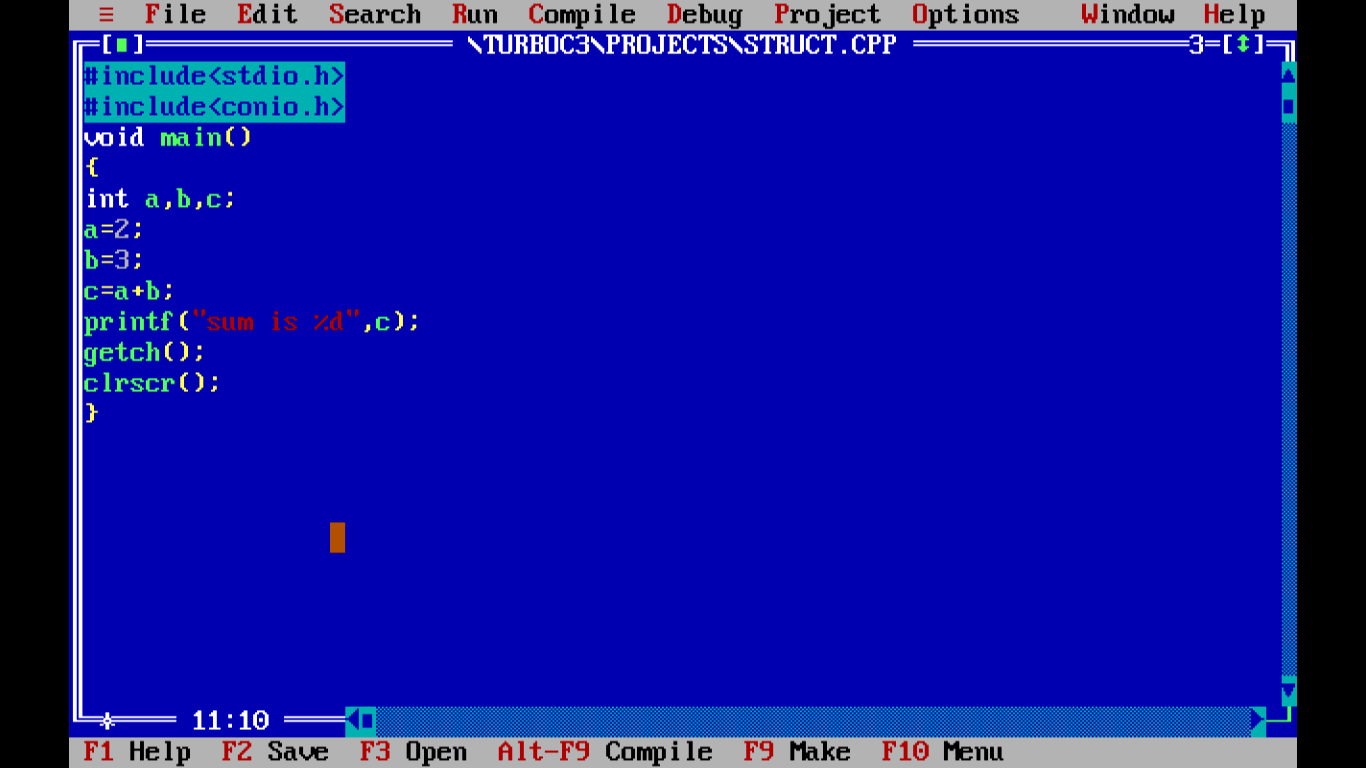 ≡ File Edit Search Run Compile Debug Project Options Window Help
[■] \TURBOC3\PROJECTS\STRUCT.CPP 3=[↕]
#include<stdio.h>
#include<conio.h>
void main()
{
int a,b,c;
a=2;
b=3;
c=a+b;
printf("sum is %d",c);
getch();
clrscr();
}
11:10
F1 Help F2 Save F3 Open Alt-F9 Compile F9 Make F10 Menu